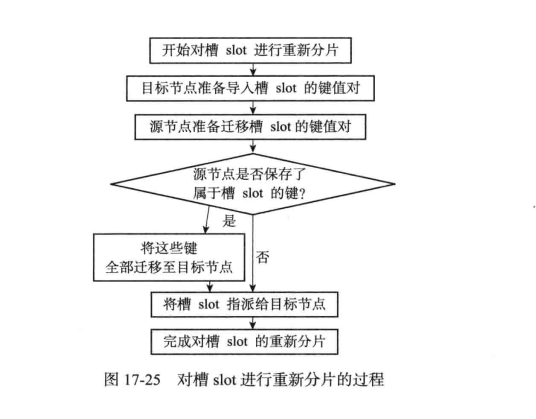 开始对槽 slot 进行重新分片
目标节点准备导入槽 slot 的键值对
源节点准备迁移槽 slot的键值对
源节点是否保存了
属于槽 slot 的键?
是
将这些键
全部迁移至目标节点
否
将槽 slot 指派给目标节点
完成对槽 slot 的重新分片
图 17-25 对槽 slot 进行重新分片的过程